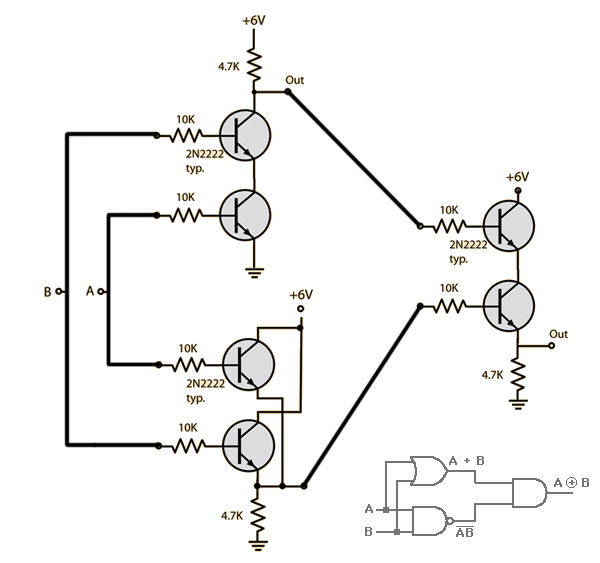 +6V
4.7K
Out
10K
2N2222
typ.
10K
B
A
+6V
10K
2N2222
typ.
10K
4.7K
+6V
10K
2N2222
typ.
10K
Out
4.7K
A + B
A ⊕ B
A
B
A̅B̅